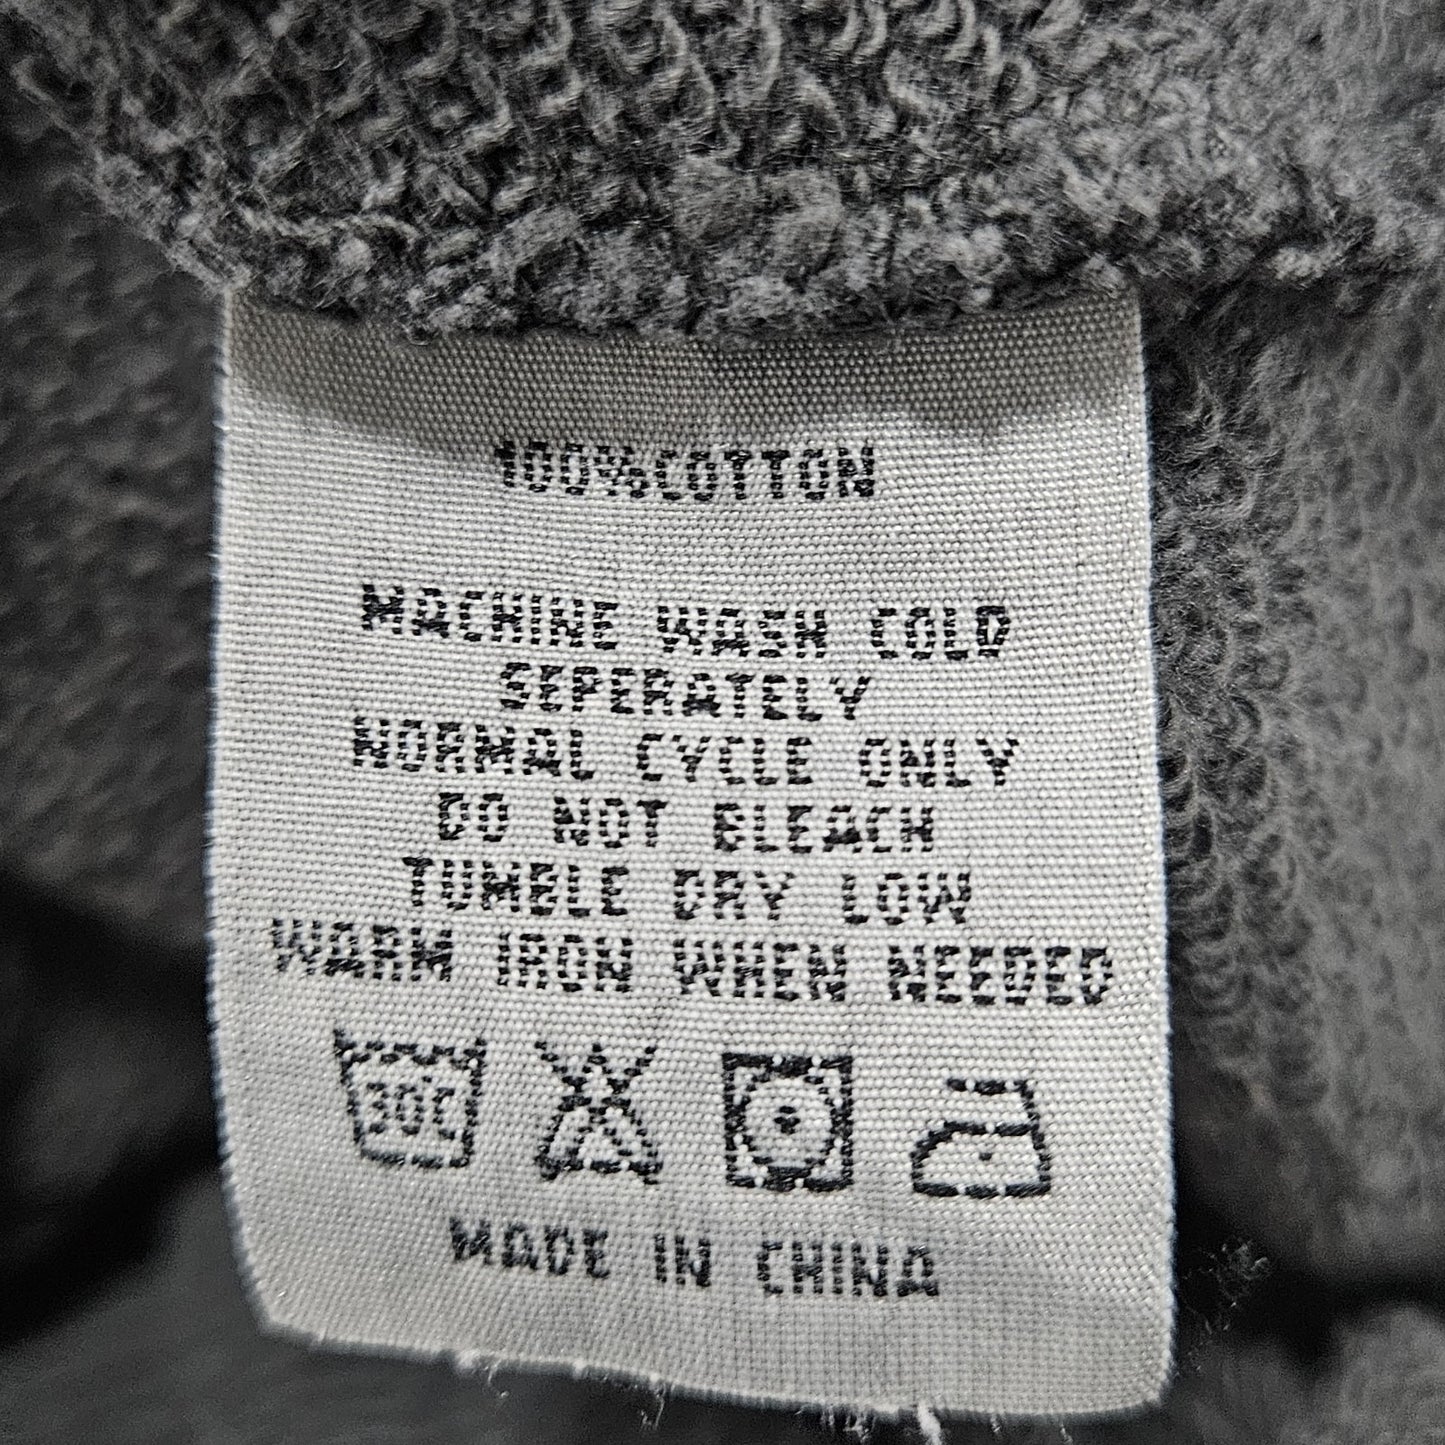 100%COTTON
MACHINE WASH COLD
SEPERATELY
NORMAL CYCLE ONLY
DO NOT BLEACH
TUMBLE DRY LOW
WARM IRON WHEN NEEDED
30°C
MADE IN CHINA